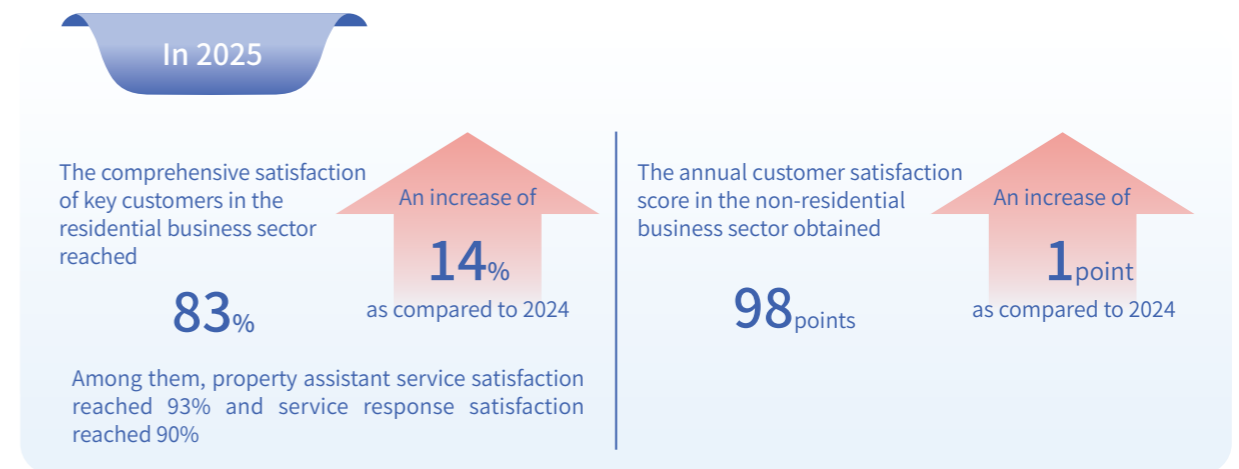 In 2025
The comprehensive satisfaction
of key customers in the
residential business sector
reached
83%
An increase of
14%
as compared to 2024
Among them, property assistant service satisfaction
reached 93% and service response satisfaction
reached 90%
The annual customer satisfaction
score in the non-residential
business sector obtained
98points
An increase of
1point
as compared to 2024